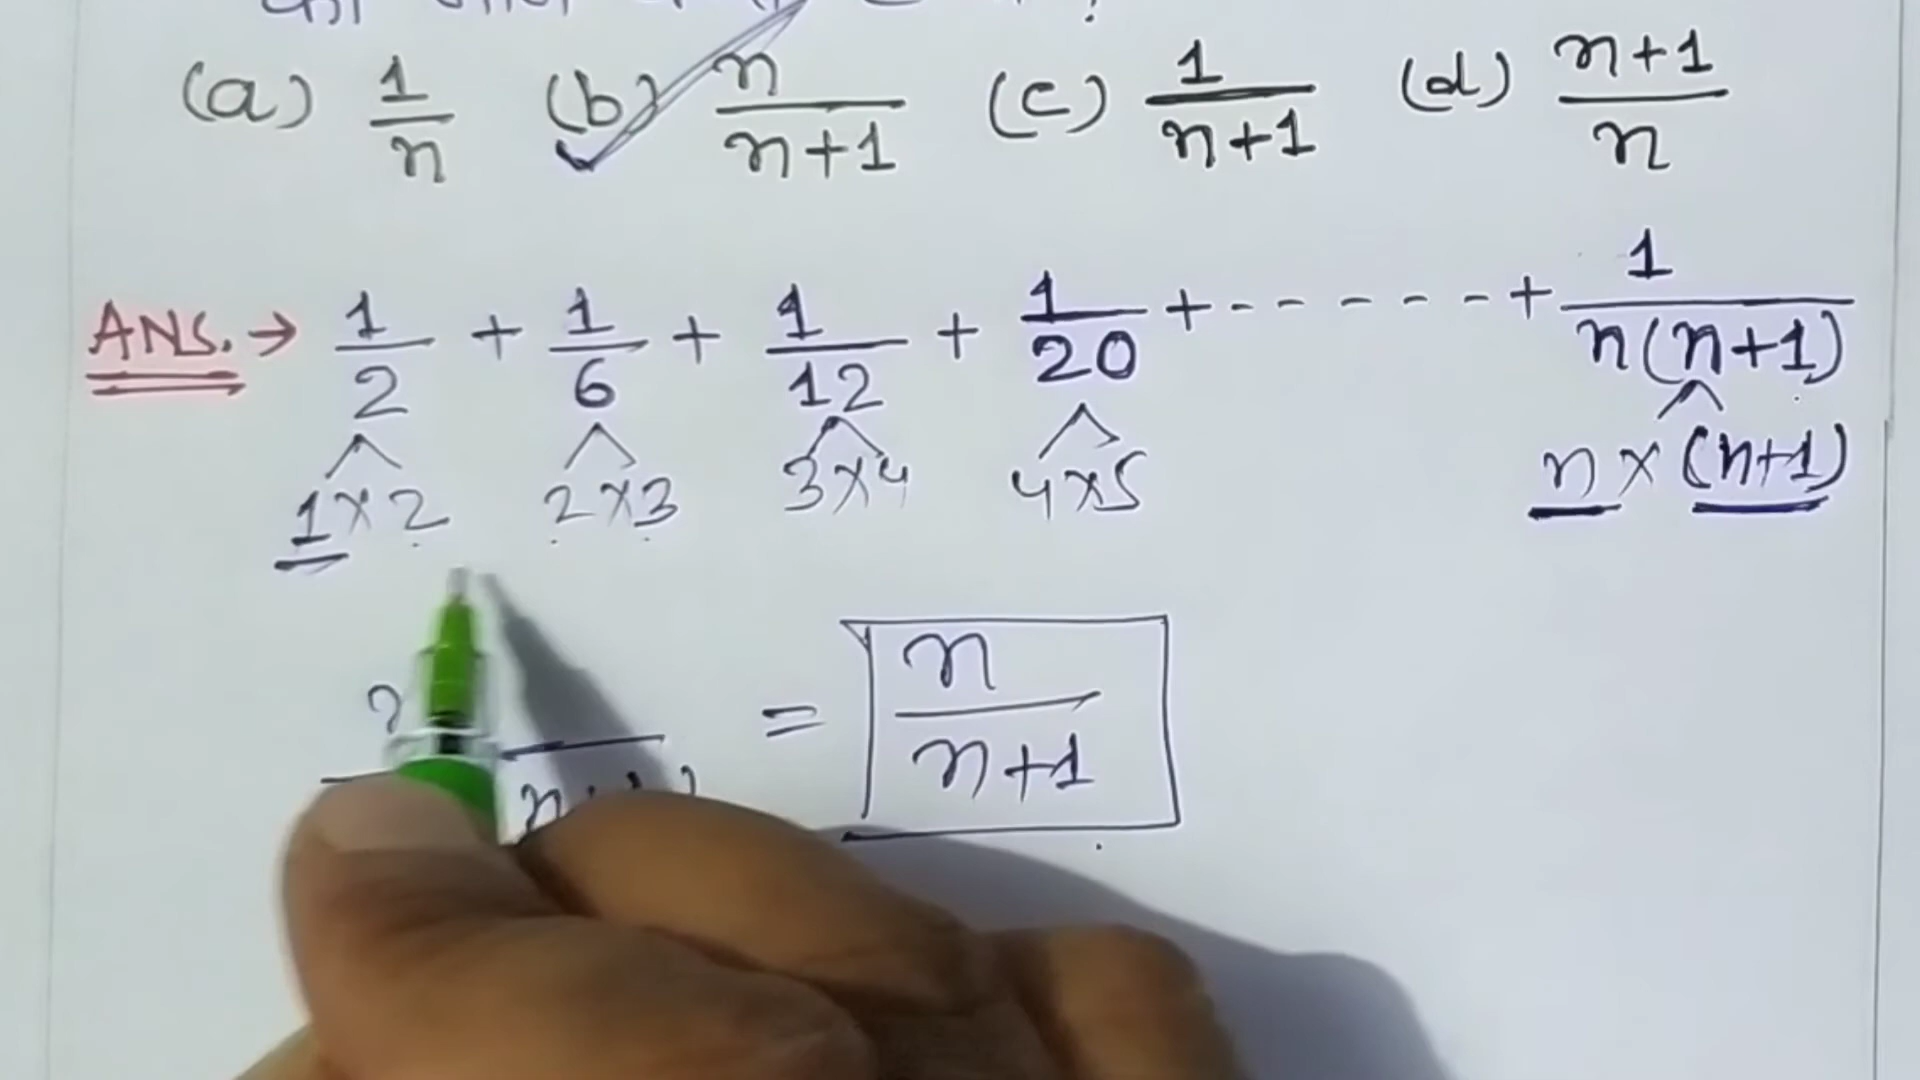 (a) 1/n (b) n/n+1 (c) 1/n+1 (d) n+1/n
ANS. → 1/2 + 1/6 + 1/12 + 1/20 + ------ + 1/n(n+1)
1×2 2×3 3×4 4×5 n×(n+1)
= n/n+1